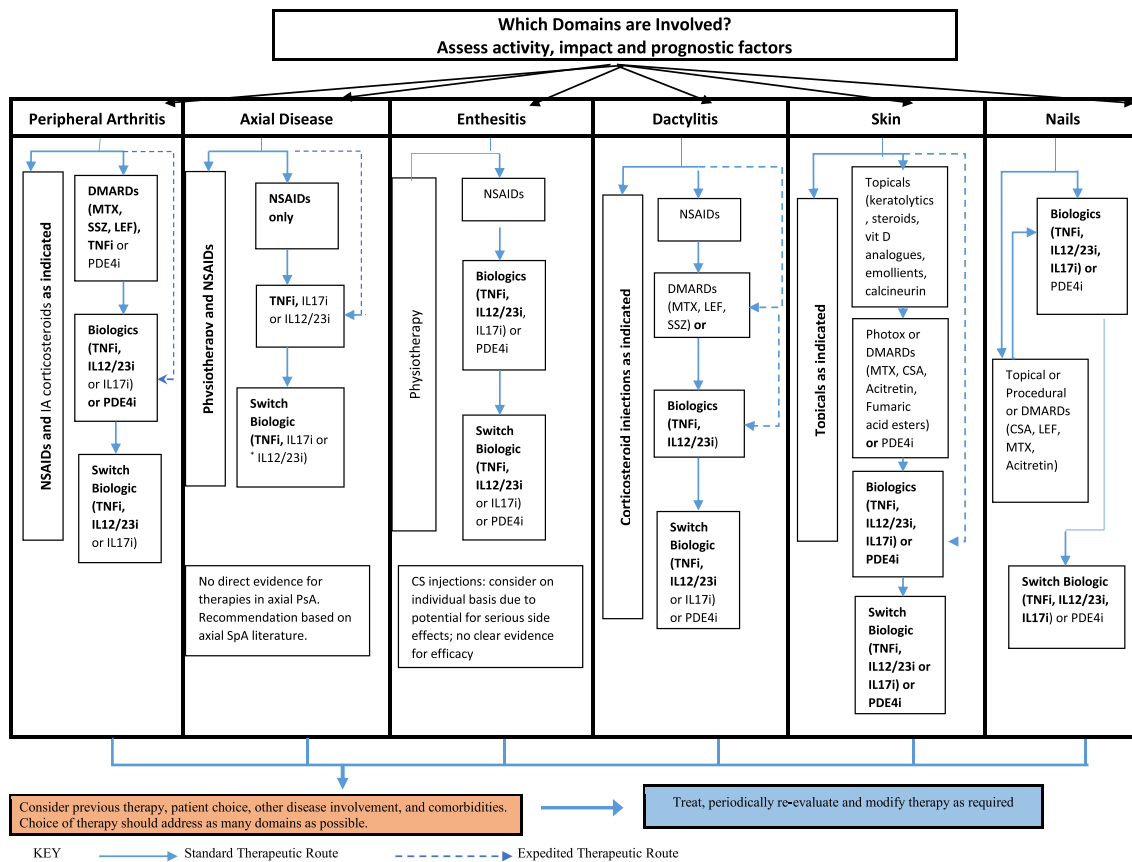 Which Domains are Involved?
Assess activity, impact and prognostic factors
Peripheral Arthritis
NSAIDs and IA corticosteroids as indicated
DMARDs
(MTX,
SSZ, LEF),
TNFi or
PDE4i
Biologics
(TNFi,
IL12/23i
or IL17i)
or PDE4i
Switch
Biologic
(TNFi,
IL12/23i
or IL17i)
Axial Disease
Physiotherapy and NSAIDs
NSAIDs
only
TNFi, IL17i
or IL12/23i
Switch
Biologic
(TNFi, IL17i or
* IL12/23i)
No direct evidence for
therapies in axial PsA.
Recommendation based on
axial SpA literature.
Enthesitis
Physiotherapy
NSAIDs
Biologics
(TNFi,
IL12/23i,
IL17i) or
PDE4i
Switch
Biologic
(TNFi,
IL12/23i
or IL17i)
or PDE4i
CS injections: consider on
individual basis due to
potential for serious side
effects; no clear evidence
for efficacy
Dactylitis
Corticosteroid injections as indicated
NSAIDs
DMARDs
(MTX, LEF,
SSZ) or
Biologics
(TNFi,
IL12/23i)
Switch
Biologic
(TNFi,
IL12/23i
or IL17i)
or PDE4i
Skin
Topicals as indicated
Topicals
(keratolytics
, steroids,
vit D
analogues,
emollients,
calcineurin
Photox or
DMARDs
(MTX, CSA,
Acitretin,
Fumaric
acid esters)
or PDE4i
Biologics
(TNFi,
IL12/23i,
IL17i) or
PDE4i
Switch
Biologic
(TNFi,
IL12/23i or
IL17i) or
PDE4i
Nails
Biologics
(TNFi,
IL12/23i,
IL17i) or
PDE4i
Topical or
Procedural
or DMARDs
(CSA, LEF,
MTX,
Acitretin)
Switch Biologic
(TNFi, IL12/23i,
IL17i) or PDE4i
Consider previous therapy, patient choice, other disease involvement, and comorbidities.
Choice of therapy should address as many domains as possible.
Treat, periodically re-evaluate and modify therapy as required
KEY Standard Therapeutic Route Expedited Therapeutic Route